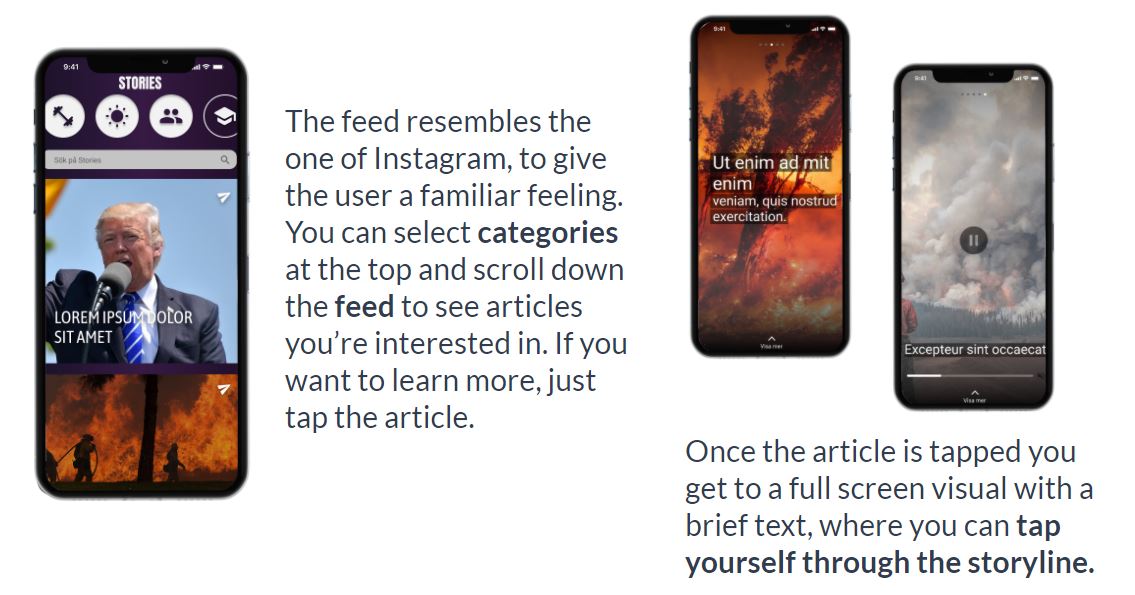 9:41
STORIES
Sök på Stories
LOREM IPSUM DOLOR
SIT AMET
The feed resembles the
one of Instagram, to give
the user a familiar feeling.
You can select categories
at the top and scroll down
the feed to see articles
you’re interested in. If you
want to learn more, just
tap the article.
9:41
Ut enim ad mit
enim
veniam, quis nostrud
exercitation.
Visa mer
9:41
Excepteur sint occaecat
Visa mer
Once the article is tapped you
get to a full screen visual with a
brief text, where you can tap
yourself through the storyline.